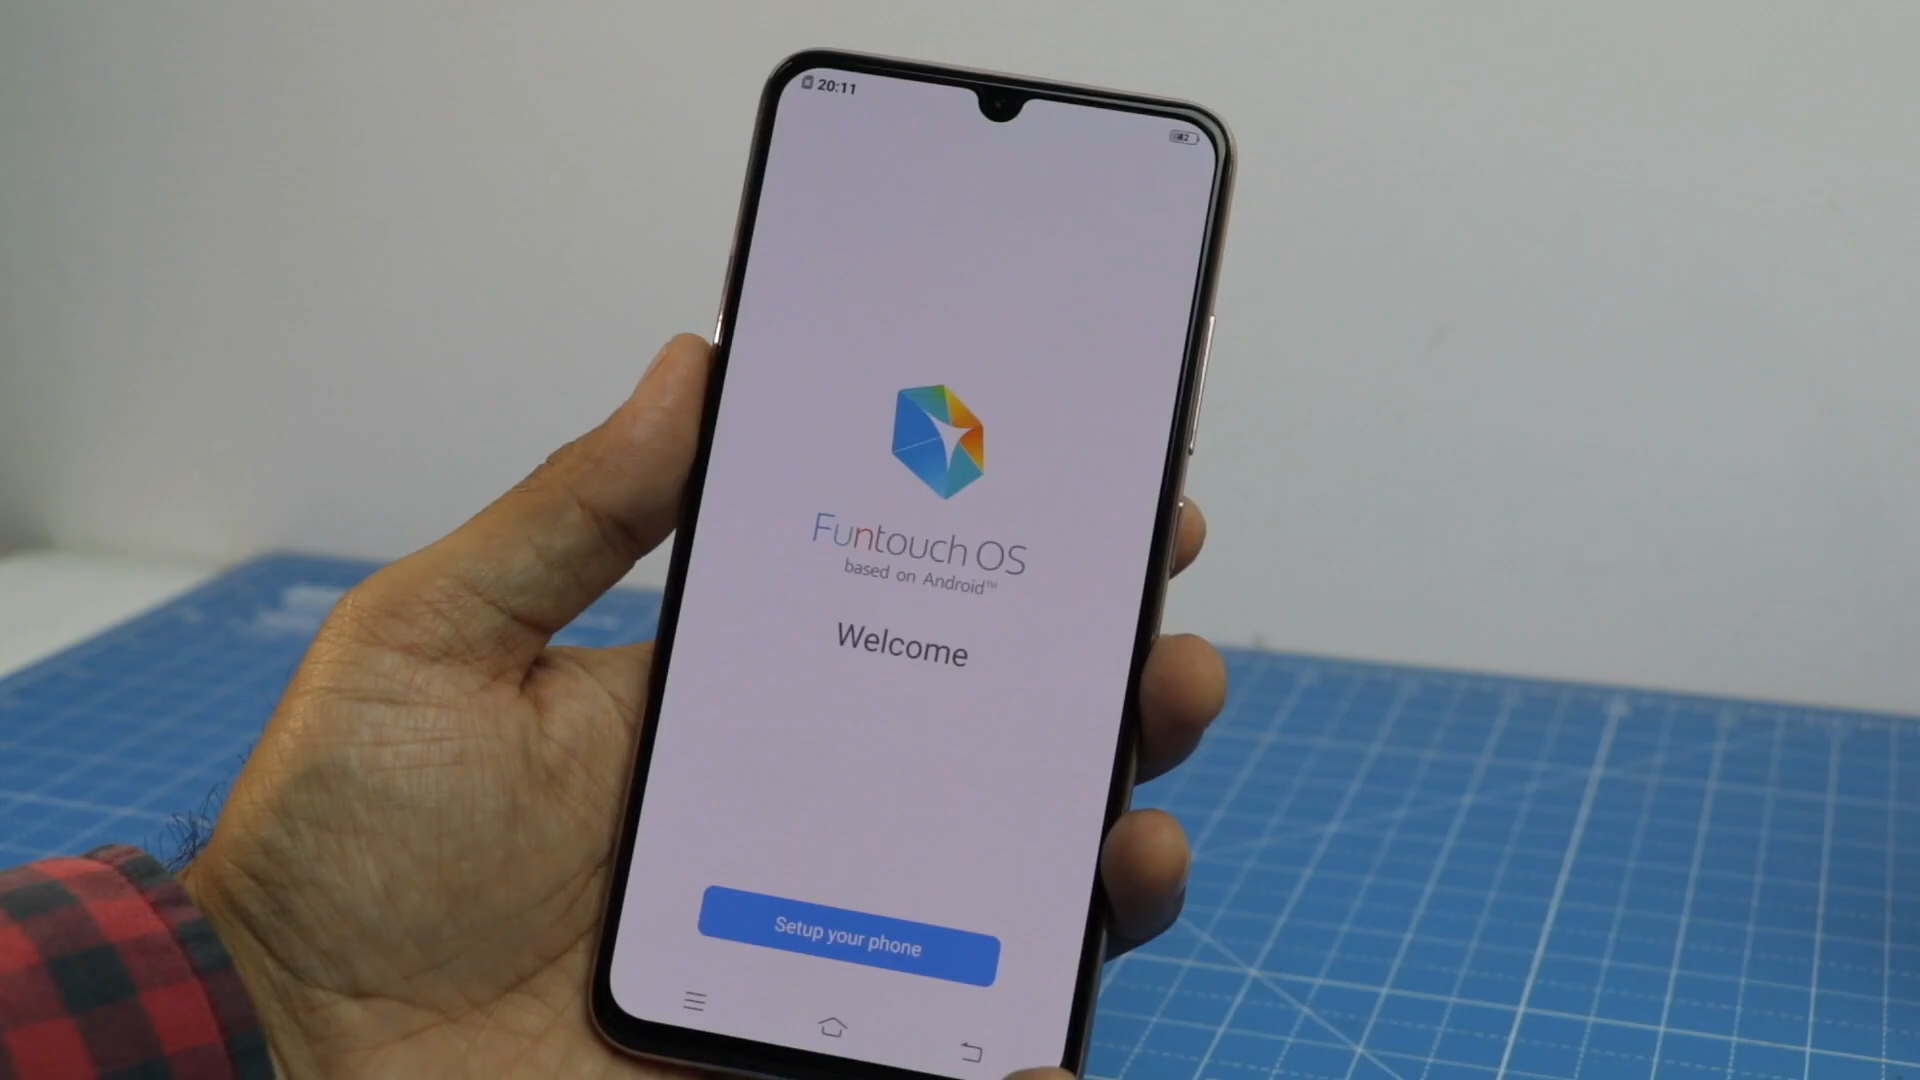 20:11
Funtouch OS
based on Android™
Welcome
Setup your phone